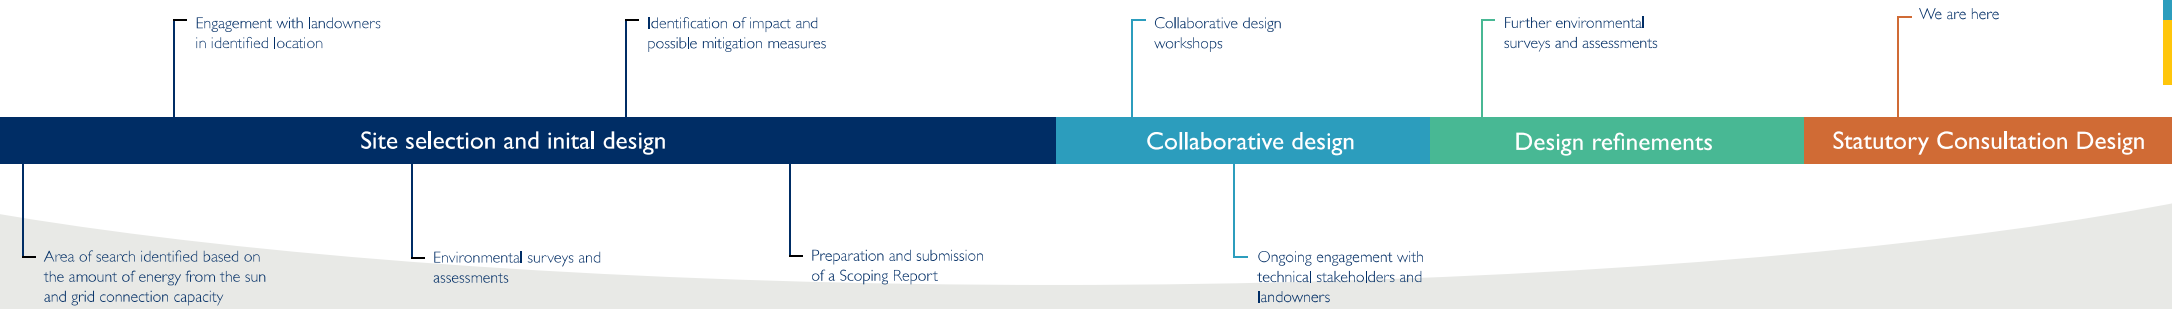 Engagement with landowners
in identified location
Identification of impact and
possible mitigation measures
Collaborative design
workshops
Further environmental
surveys and assessments
We are here
Site selection and inital design
Collaborative design
Design refinements
Statutory Consultation Design
Area of search identified based on
the amount of energy from the sun
and grid connection capacity
Environmental surveys and
assessments
Preparation and submission
of a Scoping Report
Ongoing engagement with
technical stakeholders and
landowners